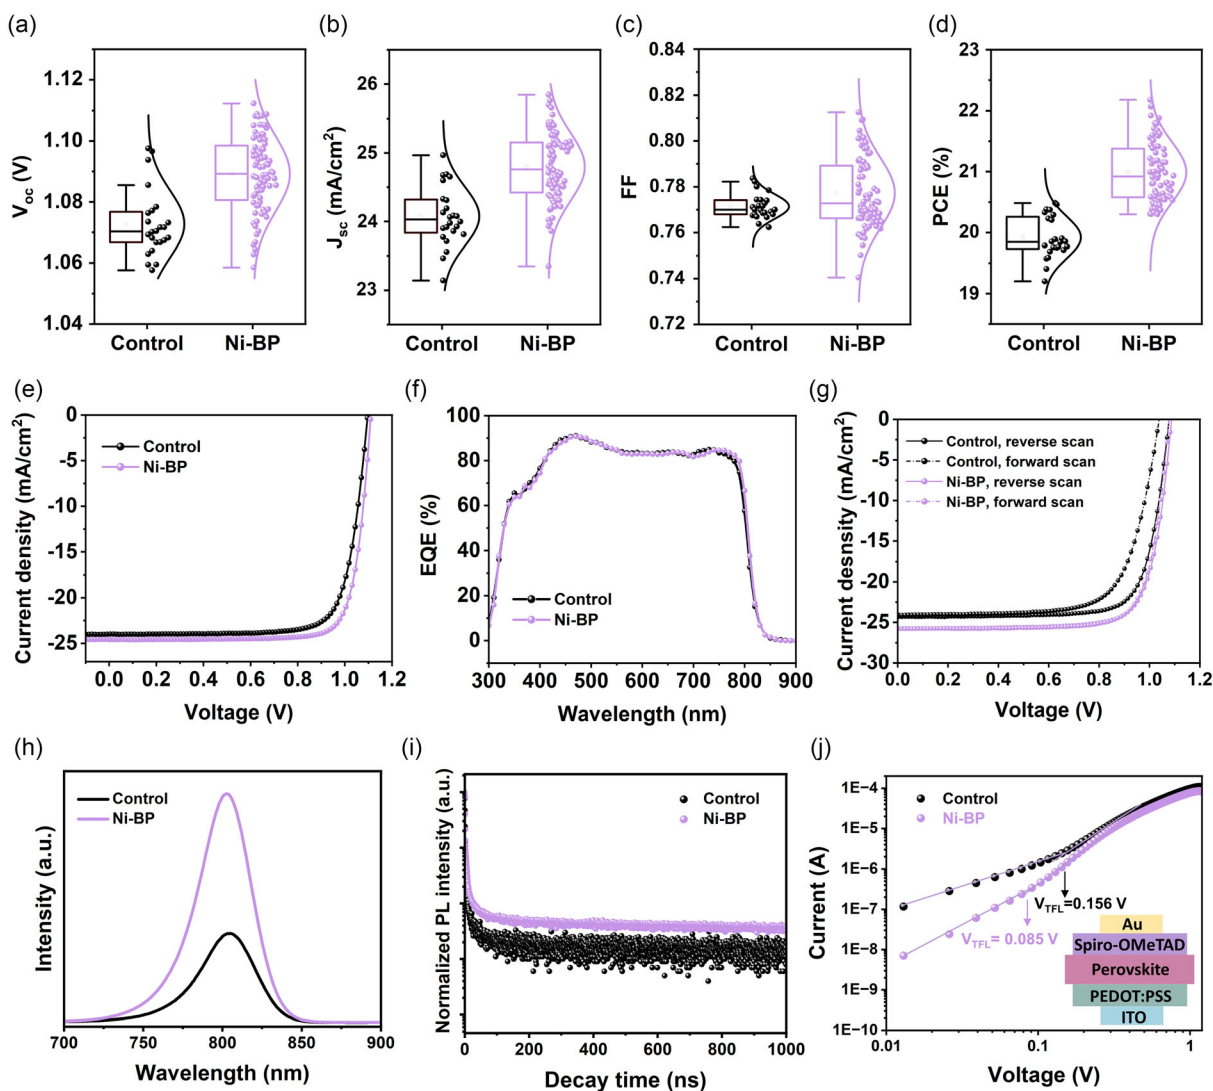 (a)
1.12
1.10
1.08
1.06
1.04
Voc (V)
Control
Ni-BP
(b)
26
25
24
23
Jsc (mA/cm²)
Control
Ni-BP
(c)
0.84
0.82
0.80
0.78
0.76
0.74
0.72
FF
Control
Ni-BP
(d)
23
22
21
20
19
PCE (%)
Control
Ni-BP
(e)
0
-5
-10
-15
-20
-25
Current density (mA/cm²)
Control
Ni-BP
0.0 0.2 0.4 0.6 0.8 1.0 1.2
Voltage (V)
(f)
100
80
60
40
20
0
EQE (%)
Control
Ni-BP
300 400 500 600 700 800 900
Wavelength (nm)
(g)
0
-5
-10
-15
-20
-25
-30
Current desnsity (mA/cm²)
Control, reverse scan
Control, forward scan
Ni-BP, reverse scan
Ni-BP, forward scan
0.0 0.2 0.4 0.6 0.8 1.0 1.2
Voltage (V)
(h)
Intensity (a.u.)
Control
Ni-BP
700 750 800 850 900
Wavelength (nm)
(i)
Normalized PL intensity (a.u.)
Control
Ni-BP
0 200 400 600 800 1000
Decay time (ns)
(j)
1E-4
1E-5
1E-6
1E-7
1E-8
1E-9
1E-10
Current (A)
Control
Ni-BP
VTFL=0.156 V
VTFL= 0.085 V
Au
Spiro-OMeTAD
Perovskite
PEDOT:PSS
ITO
0.01 0.1 1
Voltage (V)